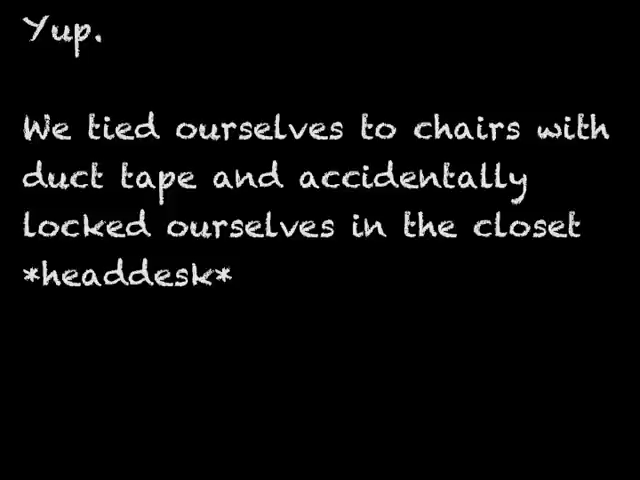 Yup.
We tied ourselves to chairs with
duct tape and accidentally
locked ourselves in the closet
*headdesk*